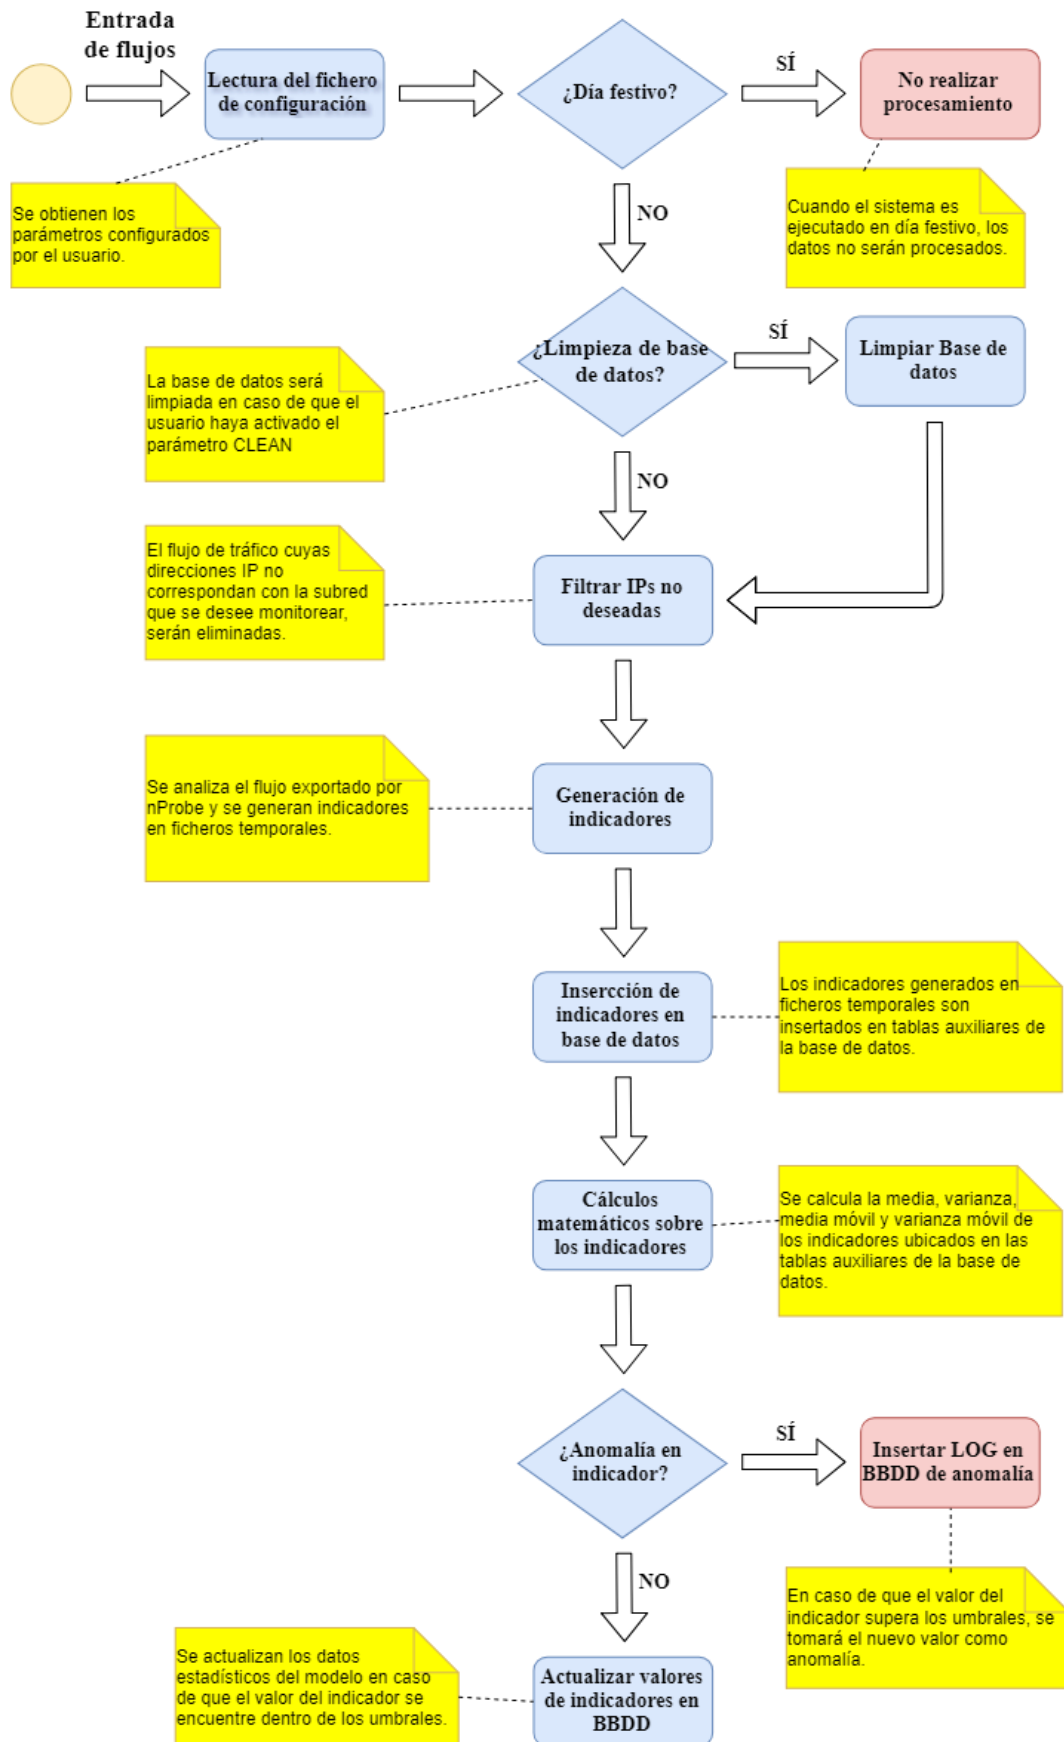 Entrada
de flujos
Lectura del fichero
de configuración
¿Día festivo?
SÍ
No realizar
procesamiento
Se obtienen los
parámetros configurados
por el usuario.
NO
Cuando el sistema es
ejecutado en día festivo, los
datos no serán procesados.
¿Limpieza de base
de datos?
SÍ
Limpiar Base de
datos
La base de datos será
limpiada en caso de que el
usuario haya activado el
parámetro CLEAN
NO
El flujo de tráfico cuyas
direcciones IP no
correspondan con la subred
que se desee monitorear,
serán eliminadas.
Filtrar IPs no
deseadas
Se analiza el flujo exportado por
nProbe y se generan indicadores
en ficheros temporales.
Generación de
indicadores
Insercción de
indicadores en
base de datos
Los indicadores generados en
ficheros temporales son
insertados en tablas auxiliares de
la base de datos.
Cálculos
matemáticos sobre
los indicadores
Se calcula la media, varianza,
media móvil y varianza móvil de
los indicadores ubicados en las
tablas auxiliares de la base de
datos.
¿Anomalía en
indicador?
SÍ
Insertar LOG en
BBDD de anomalía
NO
En caso de que el valor del
indicador supera los umbrales, se
tomará el nuevo valor como
anomalía.
Se actualizan los datos
estadísticos del modelo en caso
de que el valor del indicador se
encuentre dentro de los umbrales.
Actualizar valores
de indicadores en
BBDD